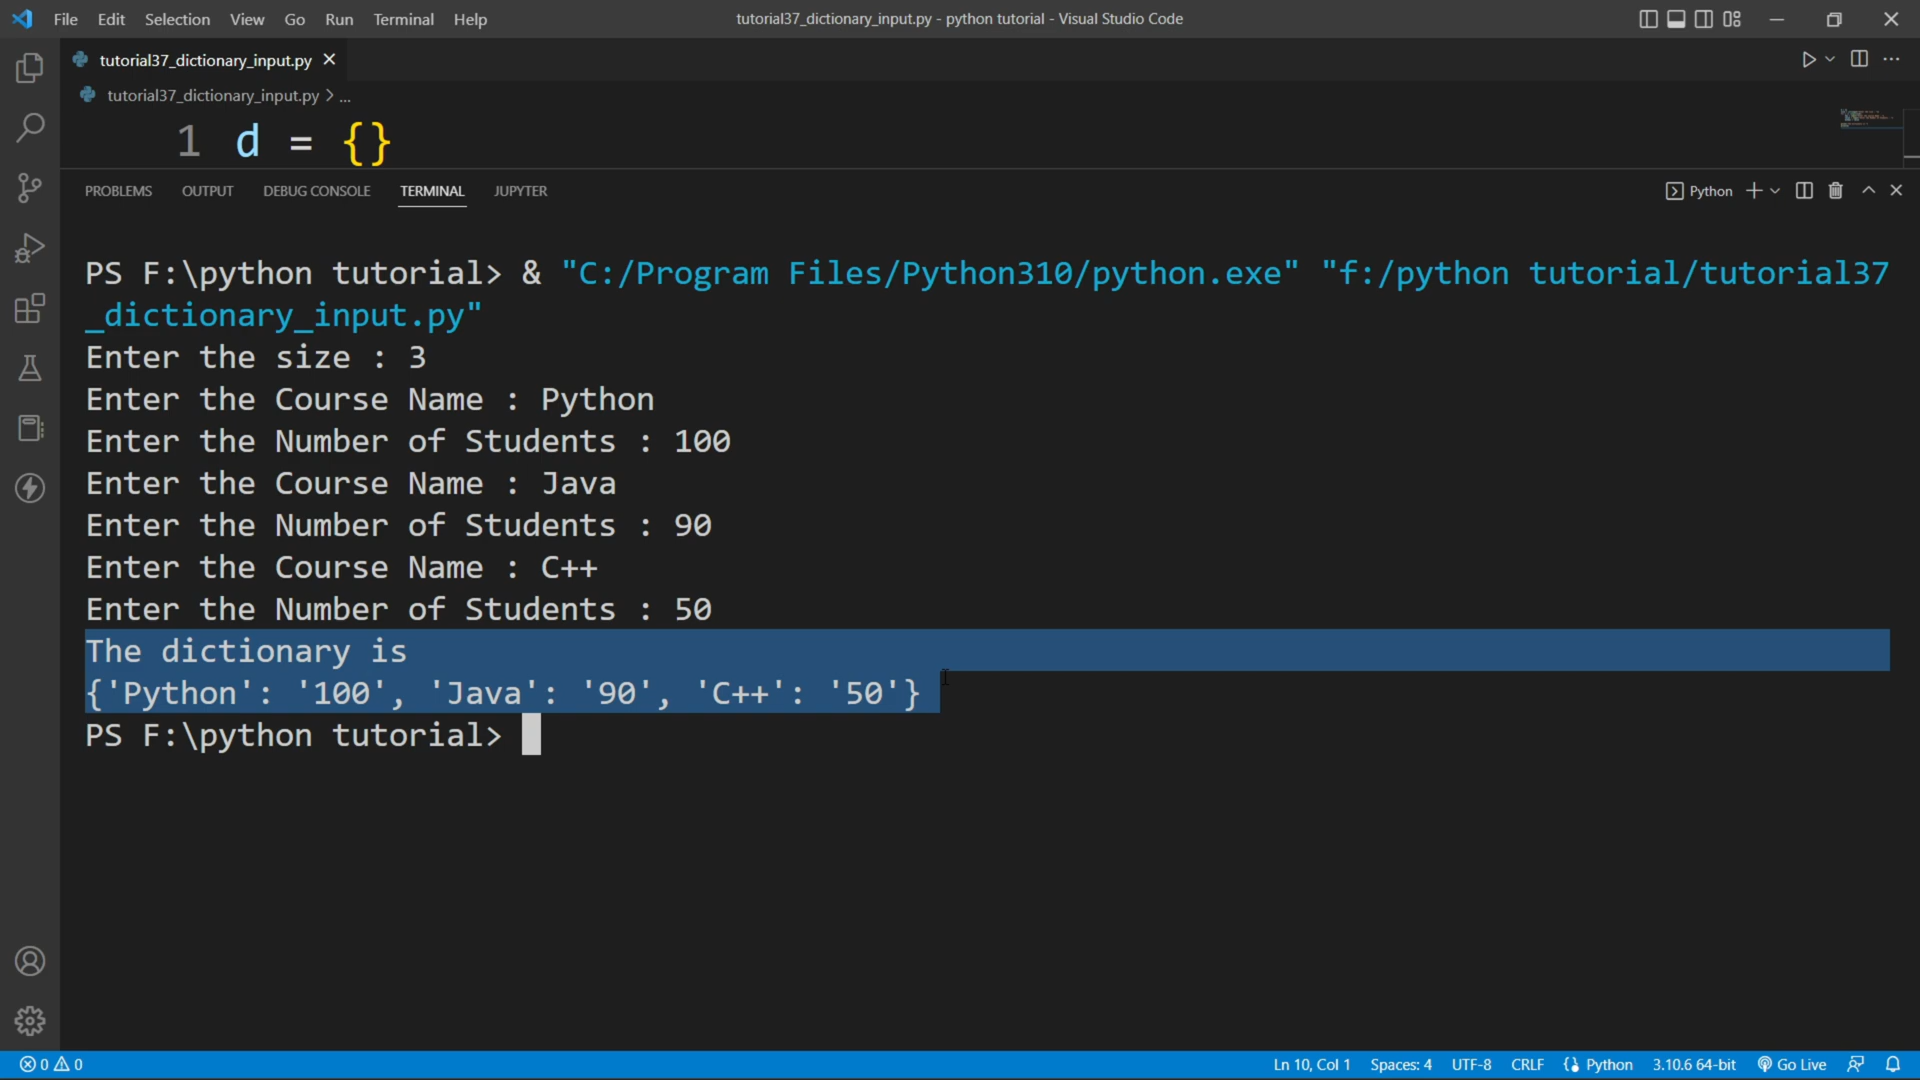 File Edit Selection View Go Run Terminal Help
tutorial37_dictionary_input.py - python tutorial - Visual Studio Code
tutorial37_dictionary_input.py
tutorial37_dictionary_input.py > ...
1 d = {}
PROBLEMS OUTPUT DEBUG CONSOLE TERMINAL JUPYTER
Python
PS F:\python tutorial> & "C:/Program Files/Python310/python.exe" "f:/python tutorial/tutorial37
_dictionary_input.py"
Enter the size : 3
Enter the Course Name : Python
Enter the Number of Students : 100
Enter the Course Name : Java
Enter the Number of Students : 90
Enter the Course Name : C++
Enter the Number of Students : 50
The dictionary is
{'Python': '100', 'Java': '90', 'C++': '50'}
PS F:\python tutorial>
0 0
Ln 10, Col 1 Spaces: 4 UTF-8 CRLF Python 3.10.6 64-bit Go Live